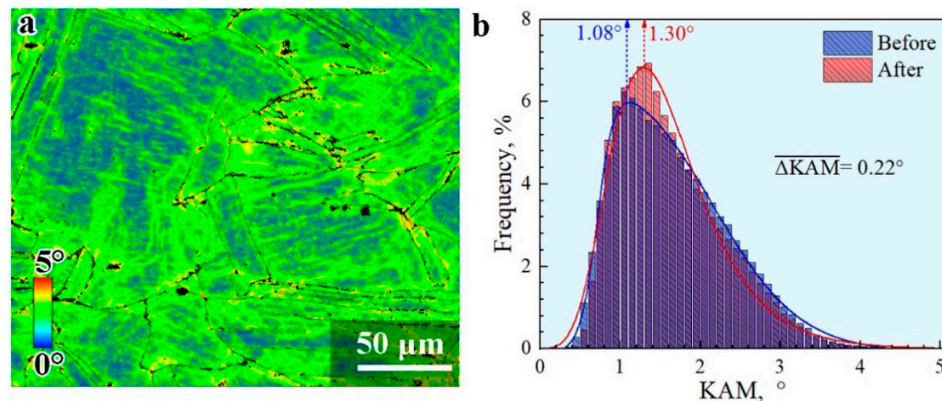 a
5°
0°
50 μm
b
8
6
4
2
0
Frequency, %
1.08°
1.30°
Before
After
ΔKAM= 0.22°
0
1
2
3
4
5
KAM, °